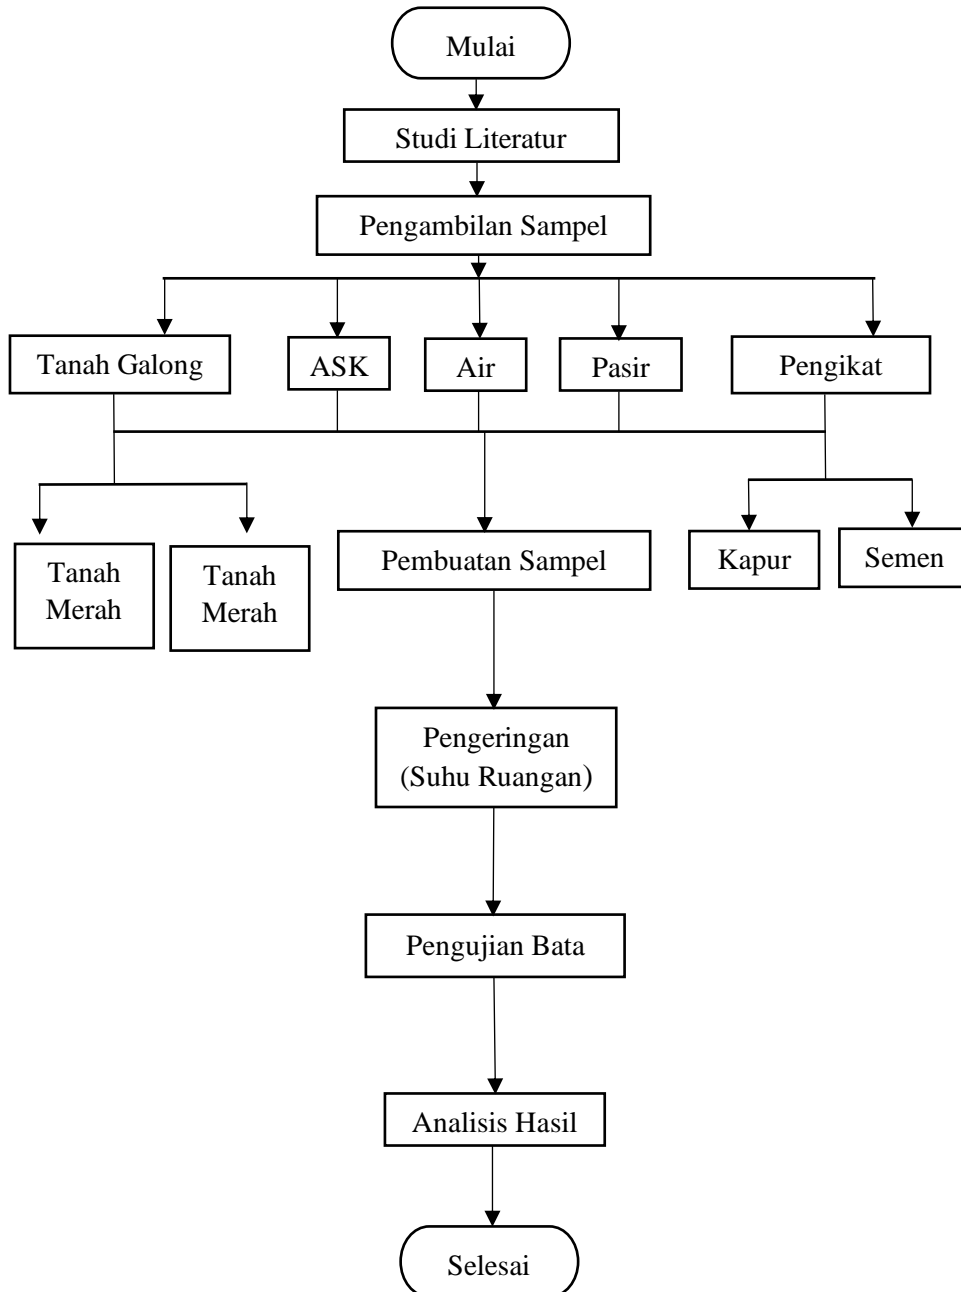 Mulai
Studi Literatur
Pengambilan Sampel
Tanah Galong
ASK
Air
Pasir
Pengikat
Tanah
Merah
Tanah
Merah
Pembuatan Sampel
Kapur
Semen
Pengeringan
(Suhu Ruangan)
Pengujian Bata
Analisis Hasil
Selesai